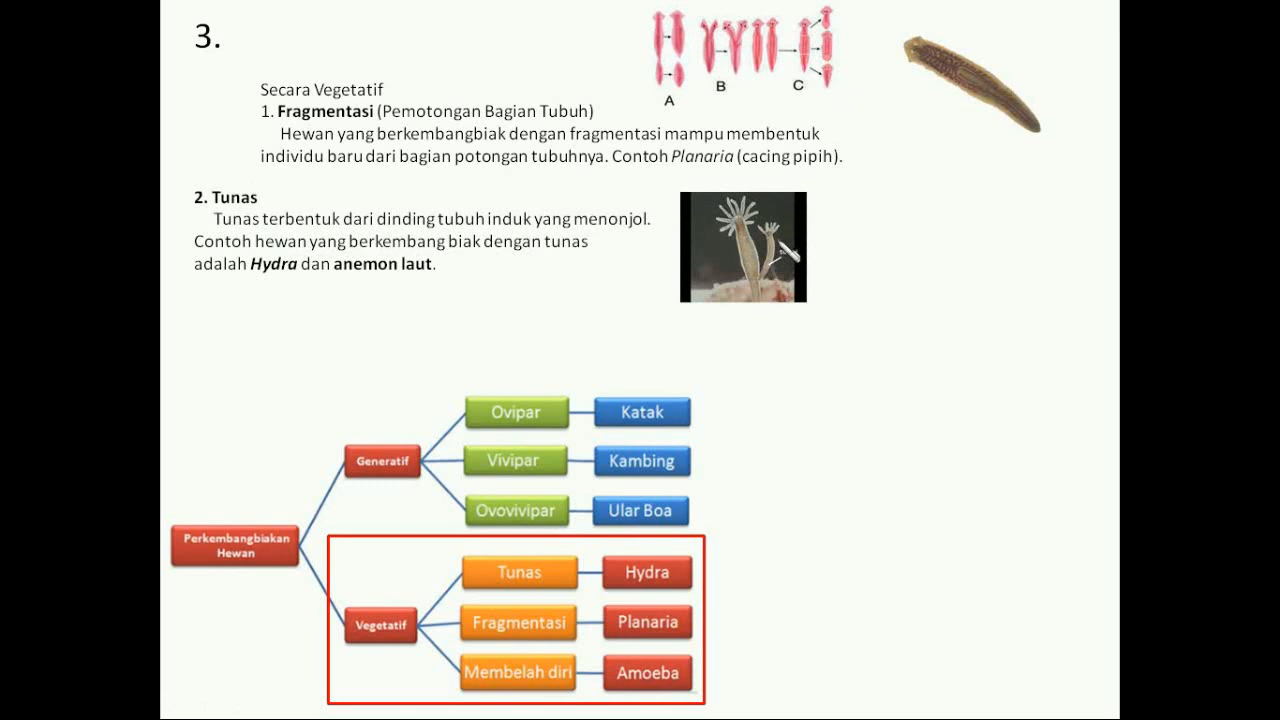 3.
A
B
C
Secara Vegetatif
1. Fragmentasi (Pemotongan Bagian Tubuh)
Hewan yang berkembangbiak dengan fragmentasi mampu membentuk
individu baru dari bagian potongan tubuhnya. Contoh Planaria (cacing pipih).
2. Tunas
Tunas terbentuk dari dinding tubuh induk yang menonjol.
Contoh hewan yang berkembang biak dengan tunas
adalah Hydra dan anemon laut.
Perkembangbiakan
Hewan
Generatif
Ovipar
Katak
Vivipar
Kambing
Ovovivipar
Ular Boa
Vegetatif
Tunas
Hydra
Fragmentasi
Planaria
Membelah diri
Amoeba